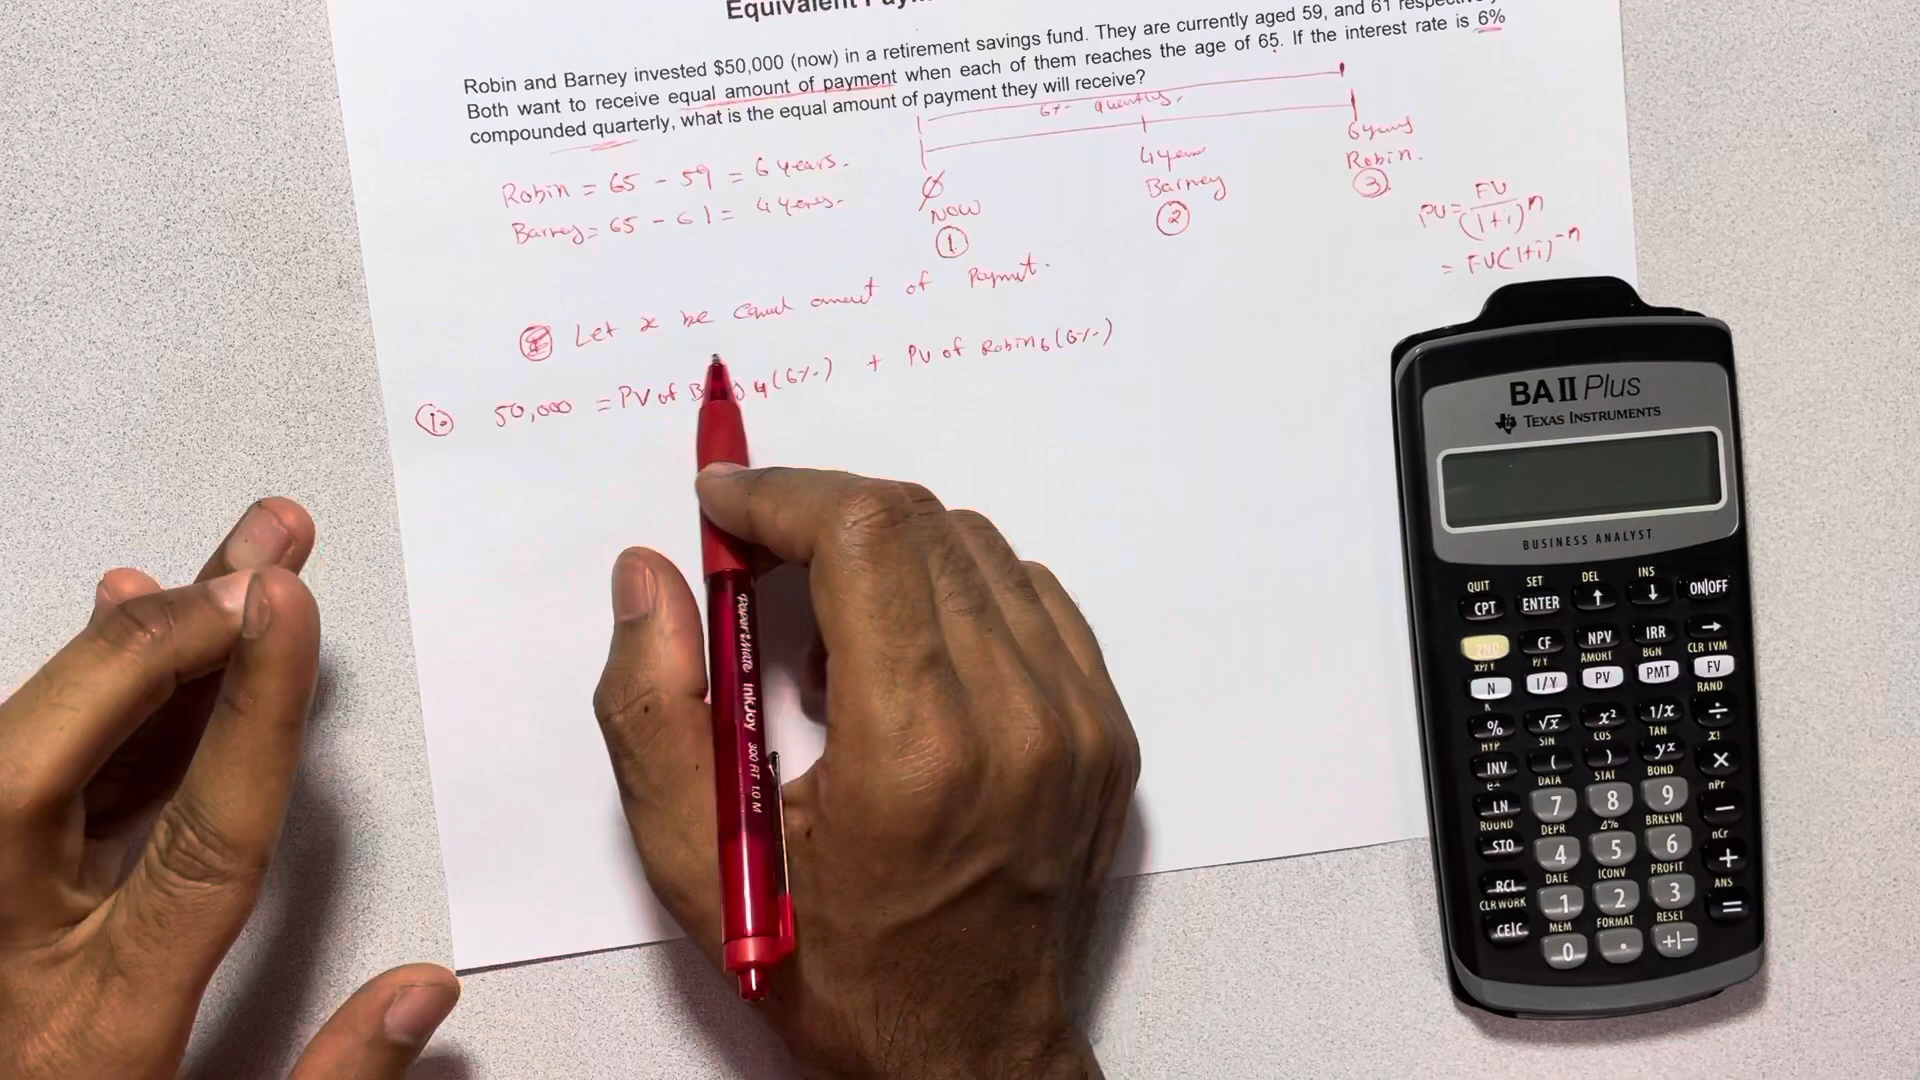 Equivalent
Robin and Barney invested $50,000 (now) in a retirement savings fund. They are currently aged 59, and 61
Both want to receive equal amount of payment when each of them reaches the age of 65. If the interest rate is 6%
compounded quarterly, what is the equal amount of payment they will receive?
6% quarterly.
Robin = 65 - 59 = 6 years.
Barney = 65 - 61 = 4 years.
Ø
NOW
1
4 years
Barney
2
6 years
Robin.
3
PV = FV/(1+i)^n
= FV(1+i)^-n
Let x be equal amount of payment.
1. 50,000 = PV of B 4 (6%) + PV of Robin 6 (6%)
PaperMate InkJoy 300 RT 1.0 M
BA II Plus
TEXAS INSTRUMENTS
BUSINESS ANALYST
QUIT SET DEL INS
CPT ENTER ↑ ↓ ON|OFF
2ND CF NPV IRR →
xP/Y P/Y AMORT BGN CLR TVM
N I/Y PV PMT FV
K RAND
% √x x² 1/x ÷
HYP SIN COS TAN x!
INV ( ) yx ×
DATA STAT BOND nPr
LN 7 8 9 −
ROUND DEPR Δ% BRKEVN nCr
STO 4 5 6 +
DATE ICONV PROFIT ANS
RCL 1 2 3 =
CLR WORK MEM FORMAT RESET
CE|C 0 . +|−